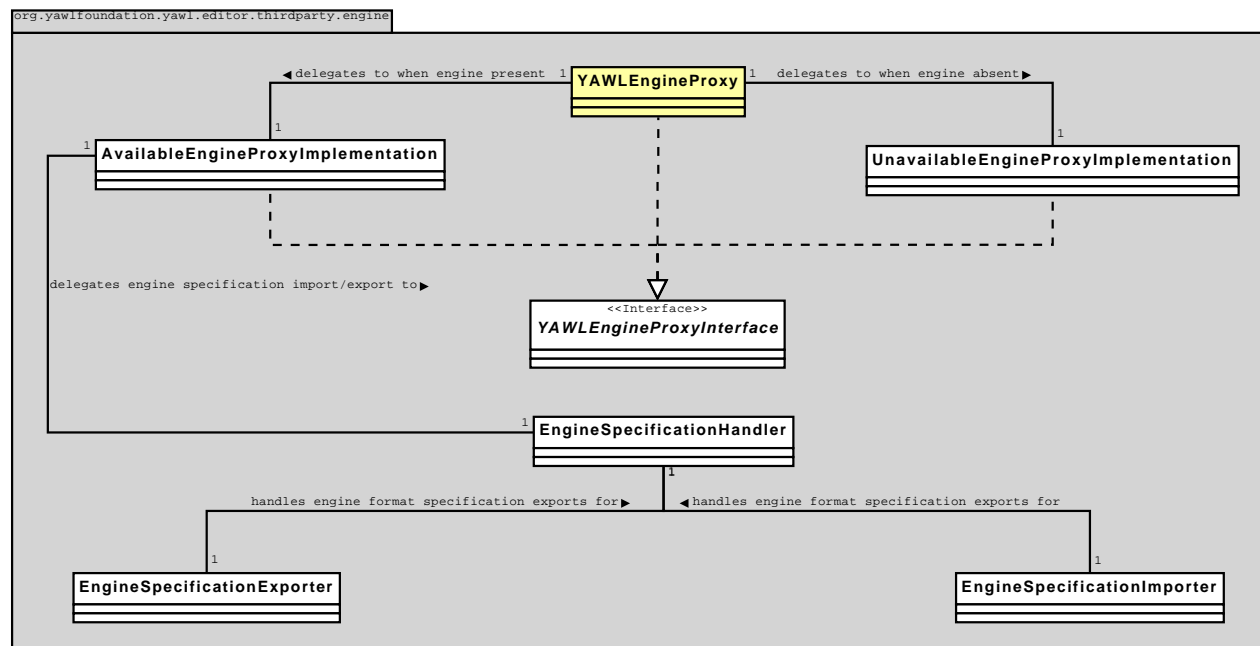 org.yawlfoundation.yawl.editor.thirdparty.engine
◀ delegates to when engine present 1
YAWLEngineProxy
1 delegates to when engine absent ▶
1
1
1
AvailableEngineProxyImplementation
UnavailableEngineProxyImplementation
delegates engine specification import/export to ▶
<<Interface>>
YAWLEngineProxyInterface
1
EngineSpecificationHandler
1
handles engine format specification exports for ▶
◀ handles engine format specification exports for
1
1
EngineSpecificationExporter
EngineSpecificationImporter